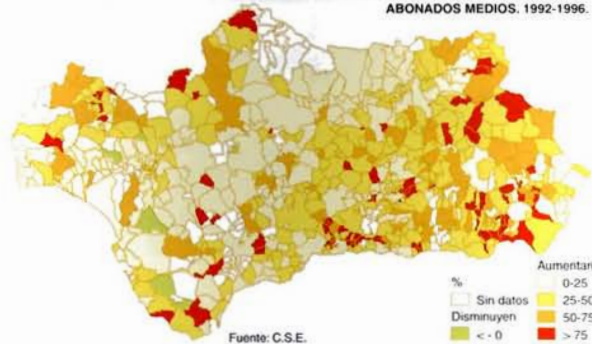 ABONADOS MEDIOS. 1992-1996.
%
Sin datos
Disminuyen
< - 0
Aumentan
0-25
25-50
50-75
> 75
Fuente: C.S.E.